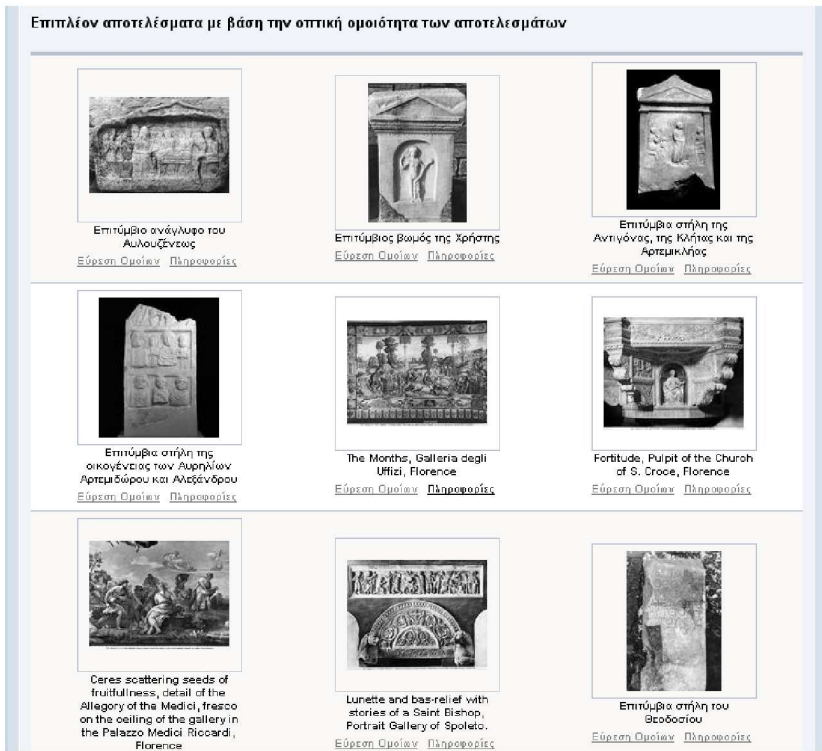 Επιπλέον αποτελέσματα με βάση την οπτική ομοιότητα των αποτελεσμάτων
Επιτύμβιο ανάγλυφο του
Αυλουζένεως
Εύρεση Ομοίων Πληροφορίες
Επιτύμβιος βωμός της Χρήστης
Εύρεση Ομοίων Πληροφορίες
Επιτύμβια στήλη της
Αντιγόνας, της Κλήτας και της
Αρτεμικλήας
Εύρεση Ομοίων Πληροφορίες
Επιτύμβια στήλη της
οικογένειας των Αυρηλίων
Αρτεμιδώρου και Αλεξάνδρου
Εύρεση Ομοίων Πληροφορίες
The Months, Galleria degli
Uffizi, Florence
Εύρεση Ομοίων Πληροφορίες
Fortitude, Pulpit of the Church
of S. Croce, Florence
Εύρεση Ομοίων Πληροφορίες
Ceres scattering seeds of
fruitfullness, detail of the
Allegory of the Medici, fresco
on the ceiling of the gallery in
the Palazzo Medici Riccardi,
Florence
Lunette and bas-relief with
stories of a Saint Bishop,
Portrait Gallery of Spoleto.
Εύρεση Ομοίων Πληροφορίες
Επιτύμβια στήλη του
Θεοδοσίου
Εύρεση Ομοίων Πληροφορίες